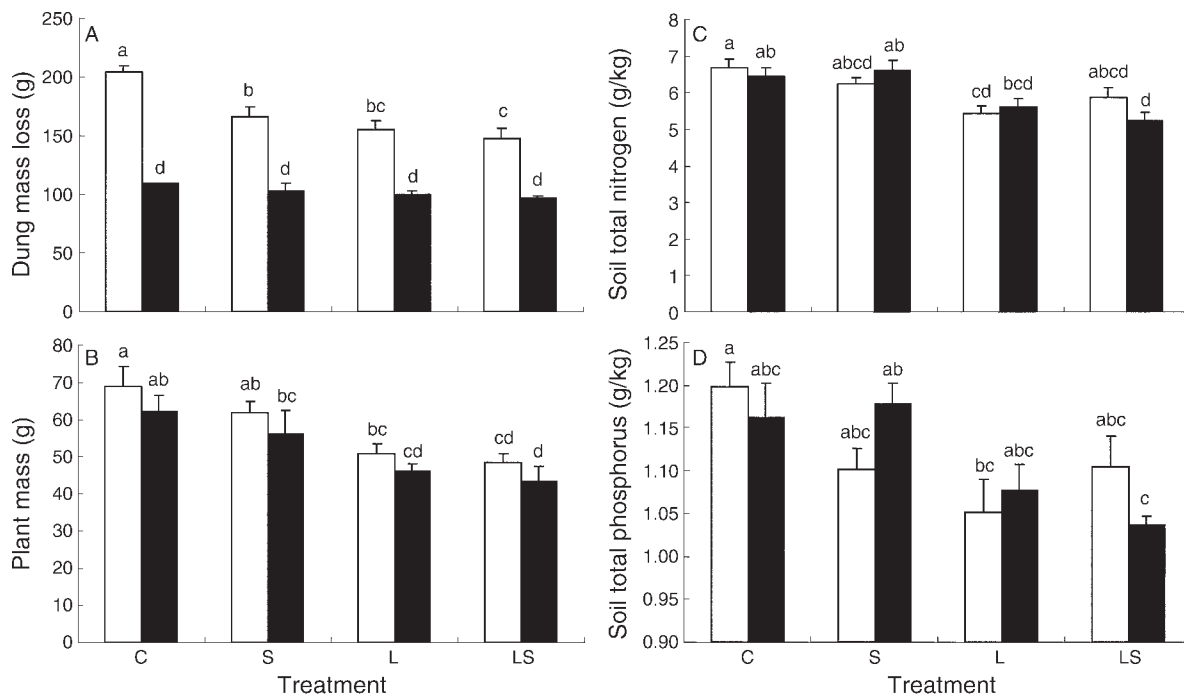 A
Dung mass loss (g)
250
200
150
100
50
0
a
d
b
d
bc
d
c
d
B
Plant mass (g)
80
70
60
50
40
30
20
10
0
a
ab
ab
bc
bc
cd
cd
d
C
S
L
LS
Treatment
C
Soil total nitrogen (g/kg)
8
7
6
5
4
3
2
1
0
a
ab
abcd
ab
cd
bcd
abcd
d
D
Soil total phosphorus (g/kg)
1.25
1.20
1.15
1.10
1.05
1.00
0.95
0.90
a
abc
abc
ab
bc
abc
abc
c
C
S
L
LS
Treatment